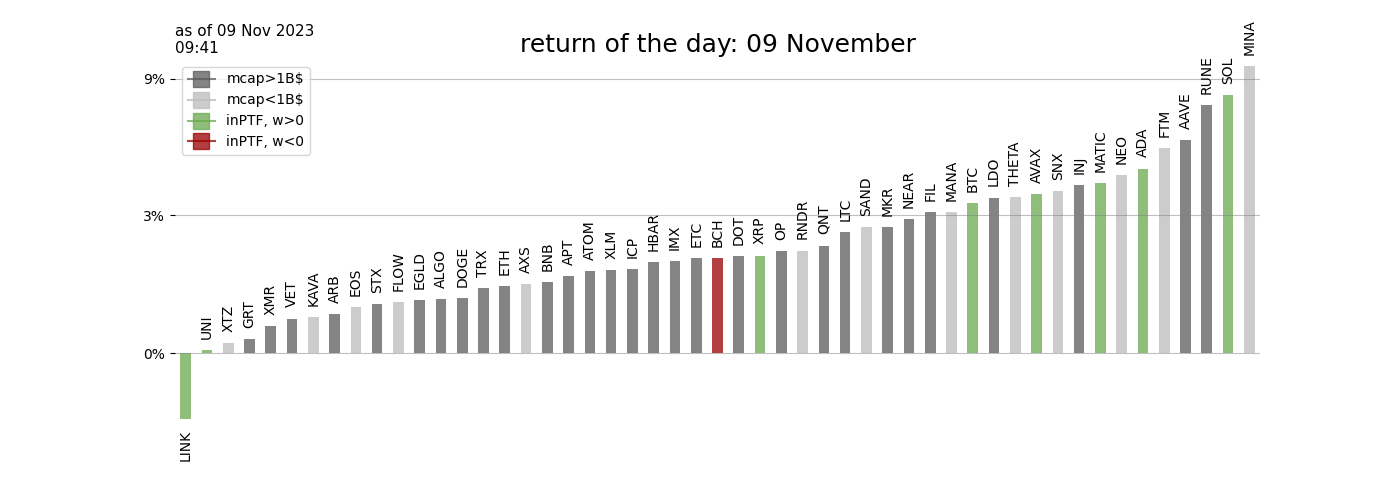 as of 09 Nov 2023
09:41
return of the day: 09 November
mcap>1B$
mcap<1B$
inPTF, w>0
inPTF, w<0
9%
3%
0%
LINK
UNI
XTZ
GRT
XMR
VET
KAVA
ARB
EOS
STX
FLOW
EGLD
ALGO
DOGE
TRX
ETH
AXS
BNB
APT
ATOM
XLM
ICP
HBAR
IMX
ETC
BCH
DOT
XRP
OP
RNDR
QNT
LTC
SAND
MKR
NEAR
FIL
MANA
BTC
LDO
THETA
AVAX
SNX
INJ
MATIC
NEO
ADA
FTM
AAVE
RUNE
SOL
MINA